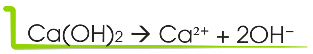 Ca(OH)₂ → Ca²⁺ + 2OH⁻